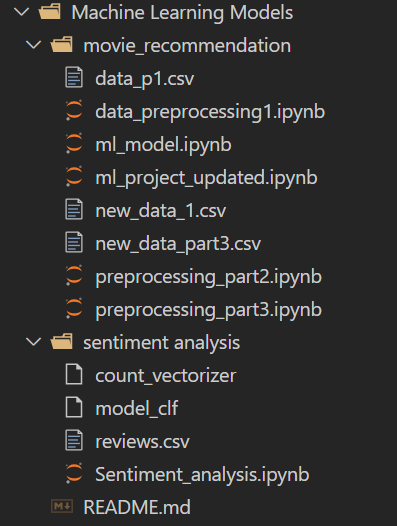 Machine Learning Models
movie_recommendation
data_p1.csv
data_preprocessing1.ipynb
ml_model.ipynb
ml_project_updated.ipynb
new_data_1.csv
new_data_part3.csv
preprocessing_part2.ipynb
preprocessing_part3.ipynb
sentiment analysis
count_vectorizer
model_clf
reviews.csv
Sentiment_analysis.ipynb
README.md